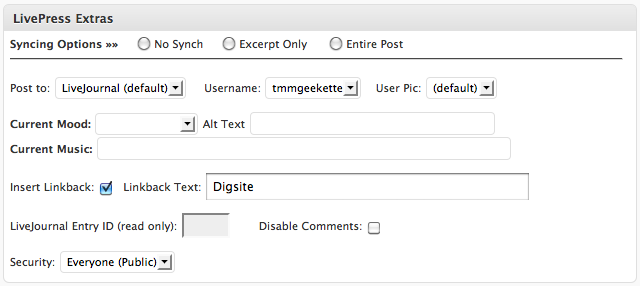 LivePress Extras
Syncing Options »» No Synch Excerpt Only Entire Post
Post to: LiveJournal (default) Username: tmmgeekette User Pic: (default)
Current Mood: Alt Text
Current Music:
Insert Linkback: Linkback Text: Digsite
LiveJournal Entry ID (read only): Disable Comments:
Security: Everyone (Public)